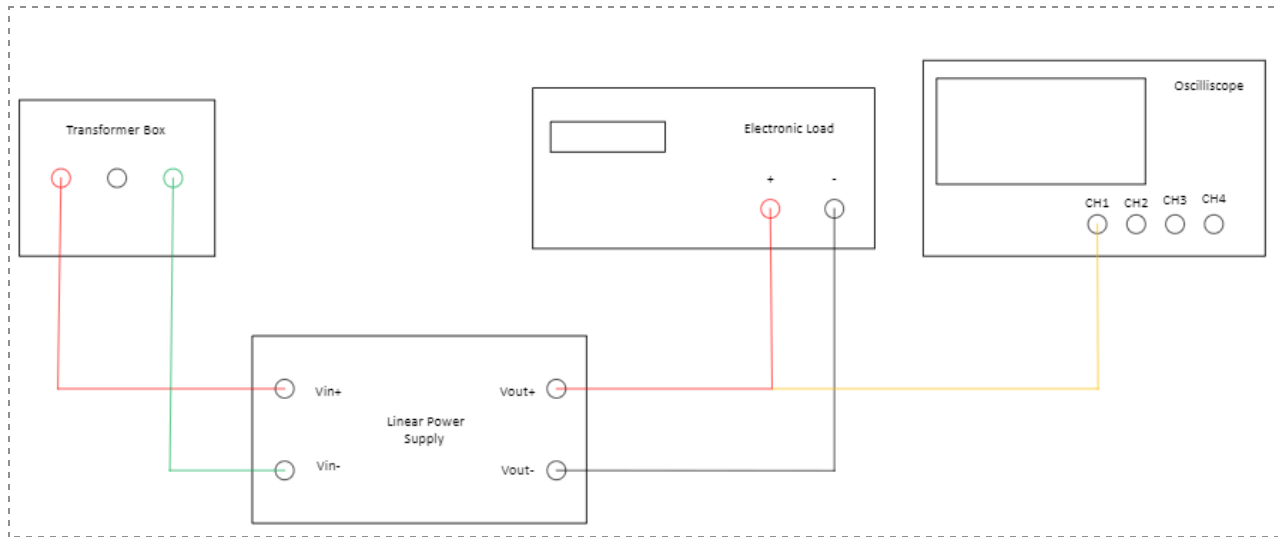 Transformer Box
Electronic Load
+ -
Oscilliscope
CH1 CH2 CH3 CH4
Vin+
Vout+
Linear Power
Supply
Vin-
Vout-